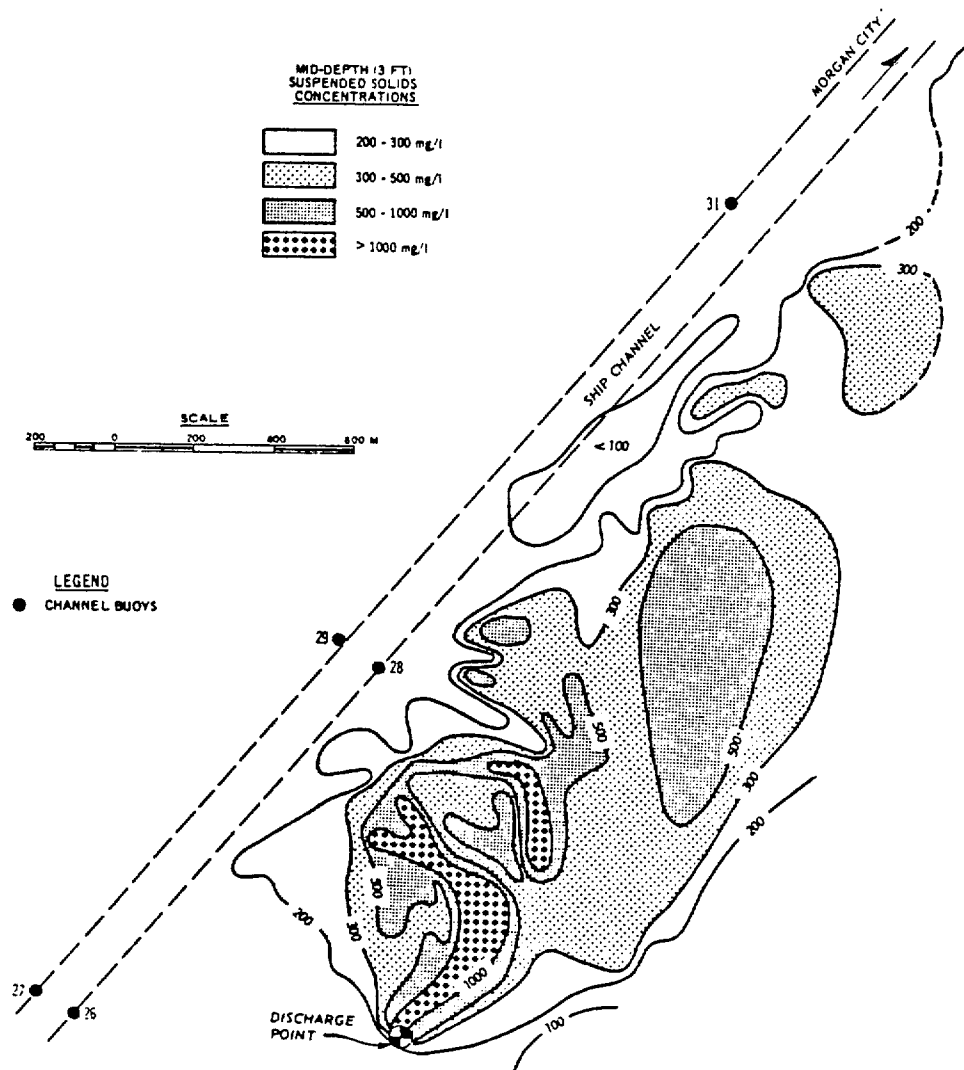 MORGAN CITY
MID-DEPTH (3 FT)
SUSPENDED SOLIDS
CONCENTRATIONS
200 - 300 mg/l
300 - 500 mg/l
500 - 1000 mg/l
> 1000 mg/l
31
200
300
SHIP CHANNEL
SCALE
200 0 200 400 600 M
< 100
LEGEND
CHANNEL BUOYS
300
29
28
500
500
300
200
500
200
300
1000
27
26
DISCHARGE
POINT
100